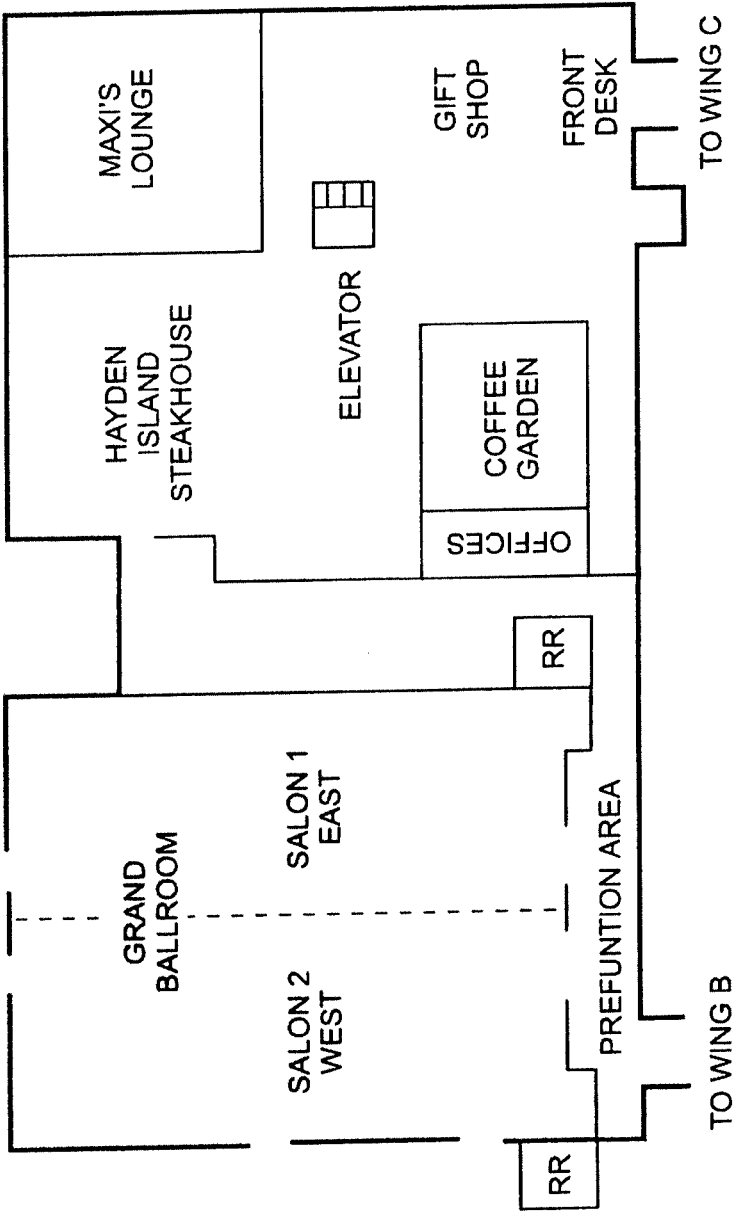 MAXI'S
LOUNGE
HAYDEN
ISLAND
STEAKHOUSE
ELEVATOR
GIFT
SHOP
FRONT
DESK
TO WING C
COFFEE
GARDEN
OFFICES
RR
GRAND
BALLROOM
SALON 1
EAST
SALON 2
WEST
PREFUNTION AREA
RR
TO WING B